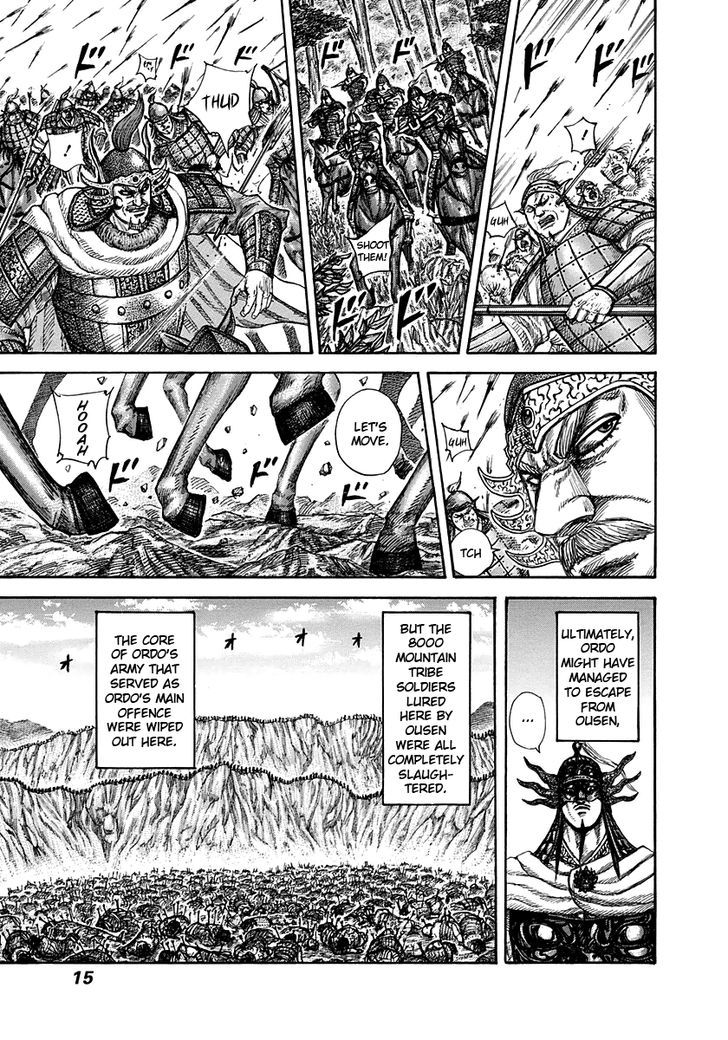 !
GUH
ドドド
SHOOT
THEM!
ドドド
ドド
THUD
!
GUH
TCH
LET'S
MOVE.
ド
ド
HOOAH
ULTIMATELY,
ORDO
MIGHT HAVE
MANAGED
TO ESCAPE
FROM
OUSEN,
...
BUT THE
8000
MOUNTAIN
TRIBE
SOLDIERS
LURED
HERE BY
OUSEN
WERE ALL
COMPLETELY
SLAUGH-
TERED.
オオオ
THE CORE
OF ORDO'S
ARMY THAT
SERVED AS
ORDO'S MAIN
OFFENCE
WERE WIPED
OUT HERE.
15